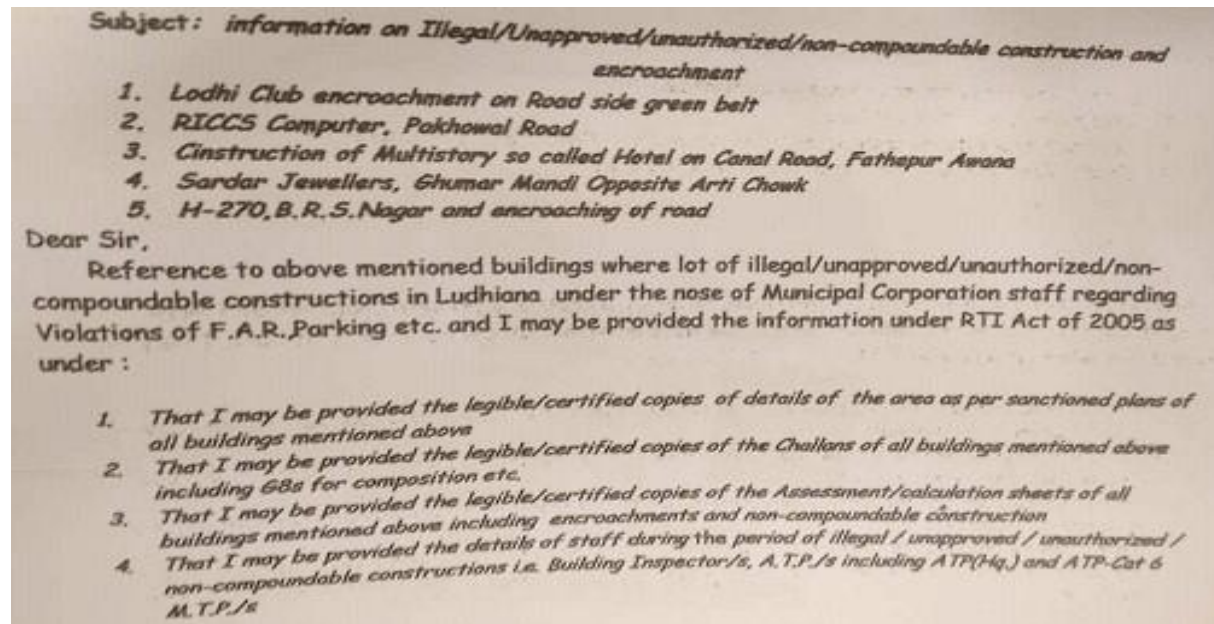 Subject: information on Illegal/Unapproved/unauthorized/non-compoundable construction and
encroachment
1. Lodhi Club encroachment on Road side green belt
2. RICCS Computer, Pakhowal Road
3. Cinstruction of Multistory so called Hotel on Canal Road, Fathepur Awana
4. Sardar Jewellers, Ghumar Mandi Opposite Arti Chowk
5. H-270,B.R.S.Nagar and encroaching of road
Dear Sir,
Reference to above mentioned buildings where lot of illegal/unapproved/unauthorized/non-
compoundable constructions in Ludhiana under the nose of Municipal Corporation staff regarding
Violations of F.A.R.,Parking etc. and I may be provided the information under RTI Act of 2005 as
under :
1. That I may be provided the legible/certified copies of details of the area as per sanctioned plans of
all buildings mentioned above
2. That I may be provided the legible/certified copies of the Challans of all buildings mentioned above
including G8s for composition etc.
3. That I may be provided the legible/certified copies of the Assessment/calculation sheets of all
buildings mentioned above including encroachments and non-compoundable construction
4. That I may be provided the details of staff during the period of illegal / unapproved / unauthorized /
non-compoundable constructions i.e. Building Inspector/s, A.T.P./s including ATP(Hq.) and ATP-Cat 6
M.T.P./s